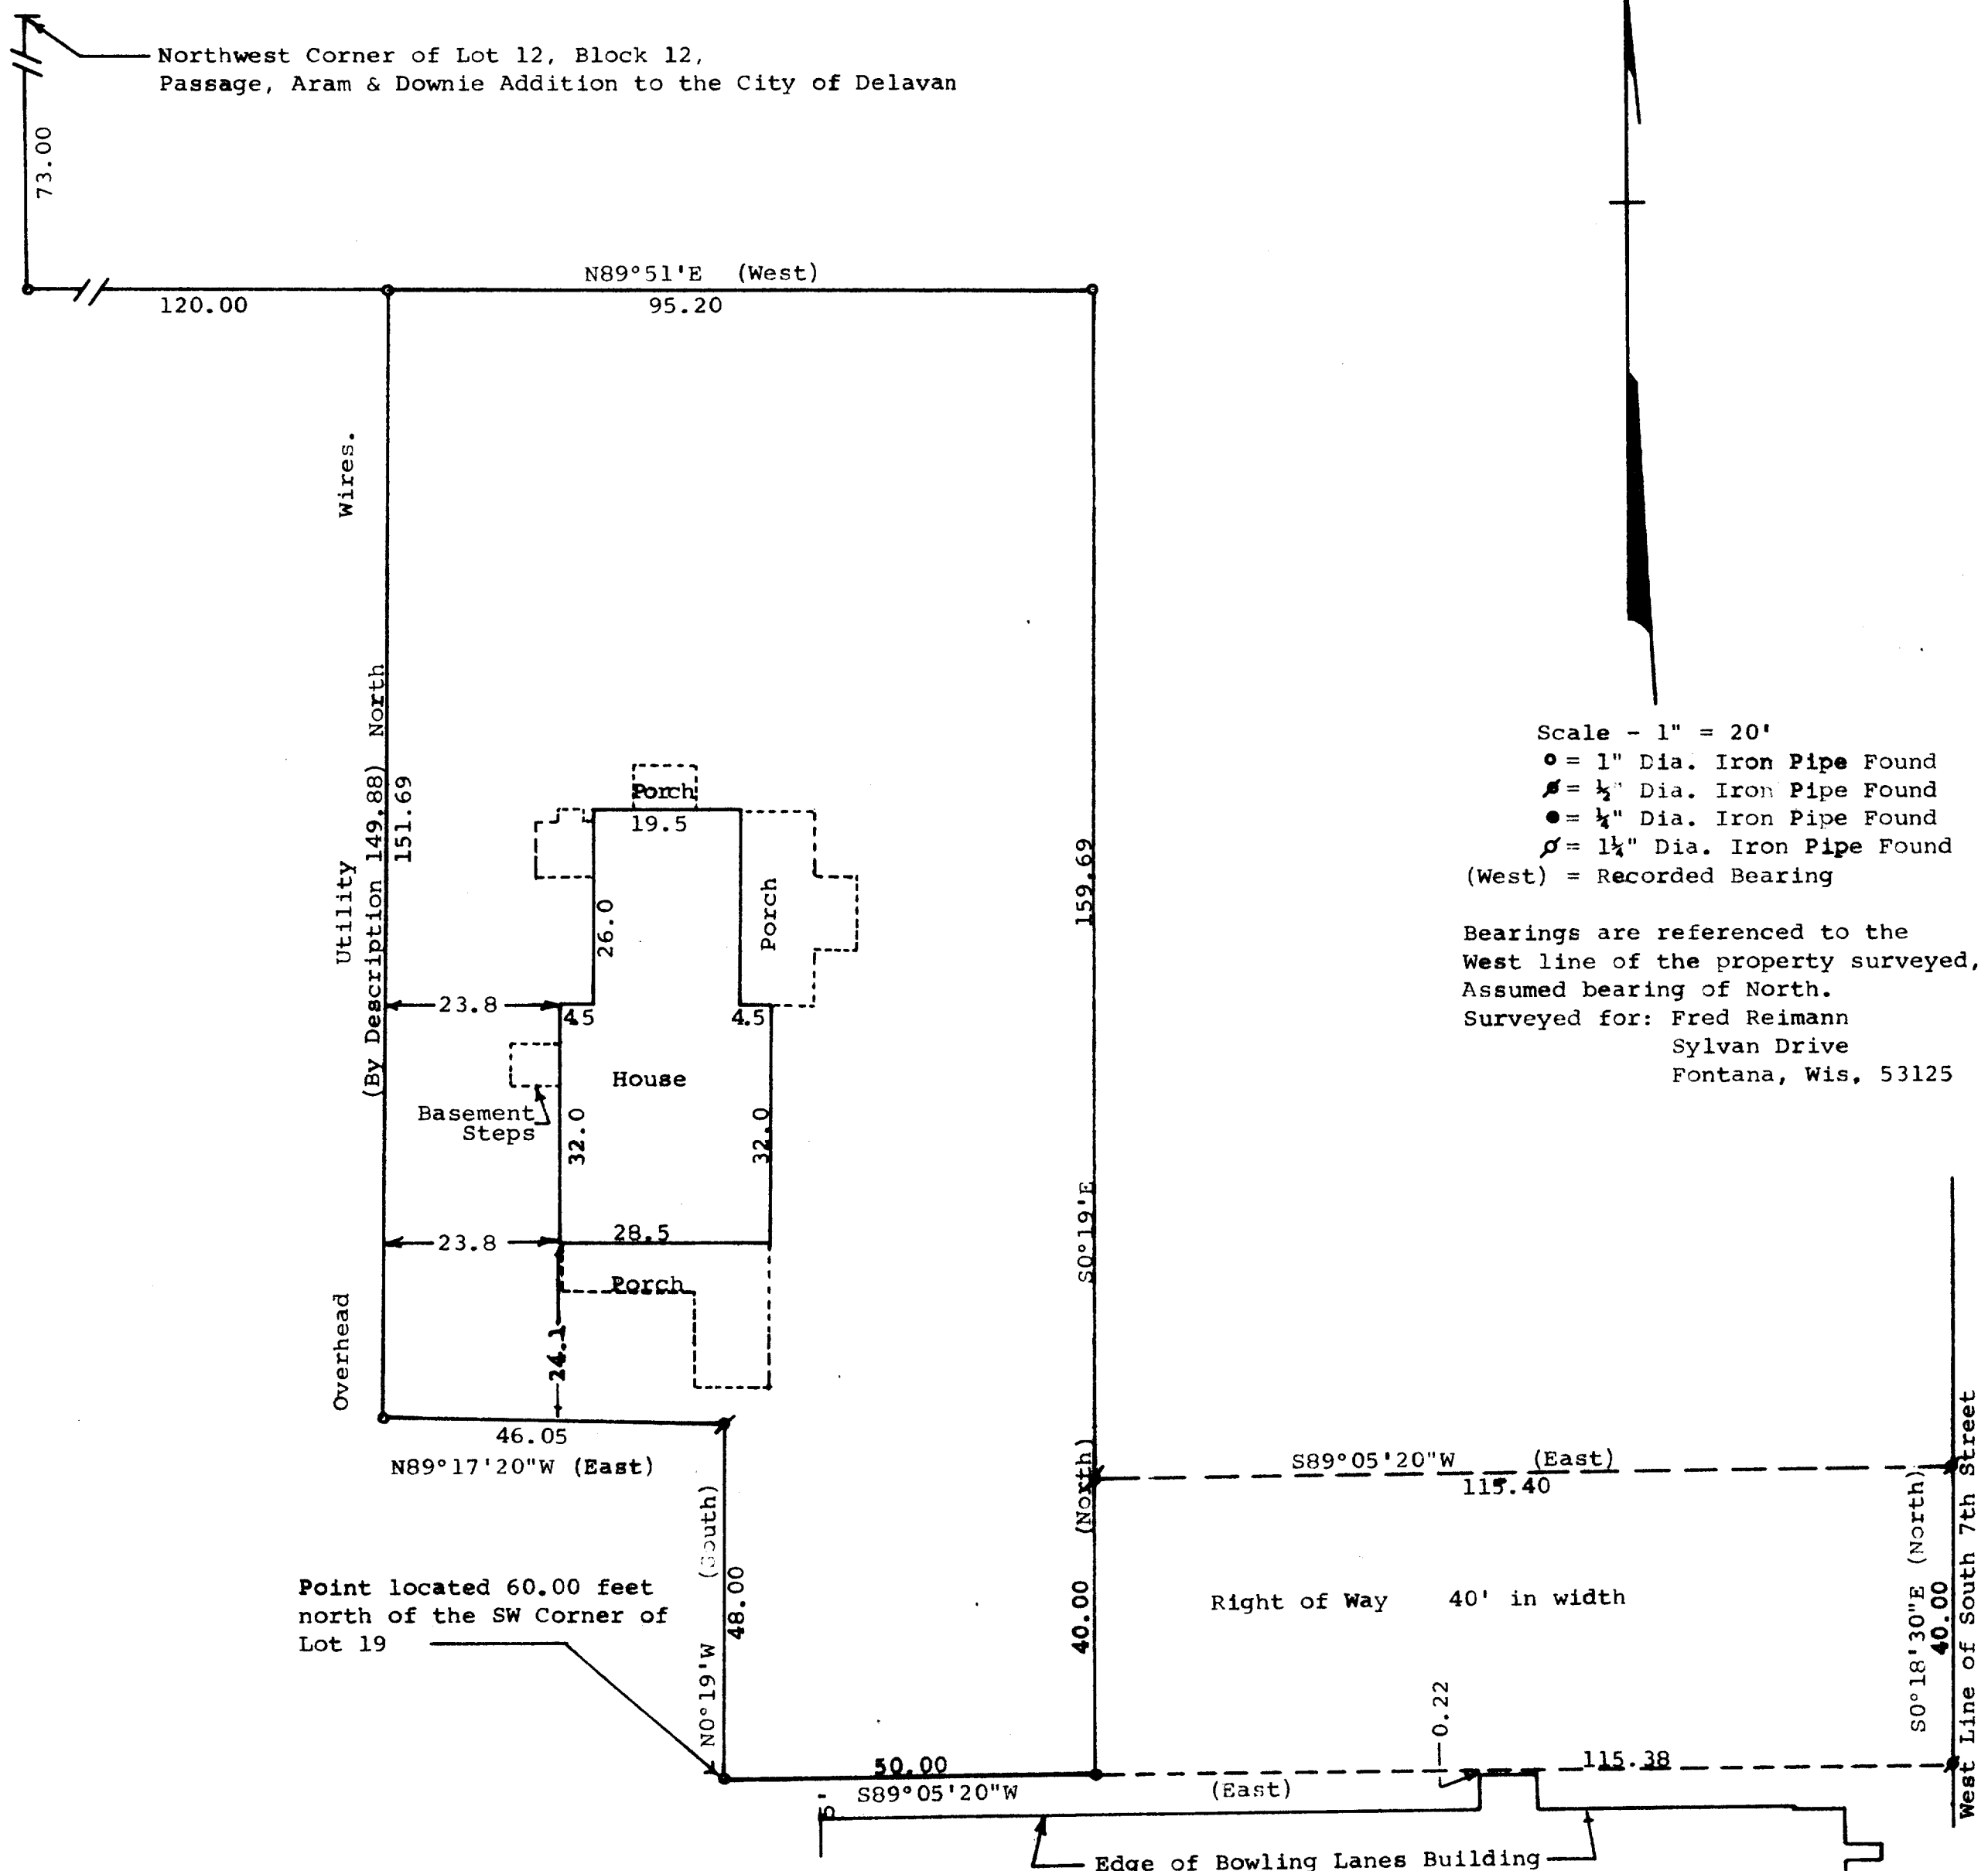 Northwest Corner of Lot 12, Block 12,
Passage, Aram & Downie Addition to the City of Delavan
73.00
N89°51'E (West)
120.00
95.20
Wires.
Utility
Overhead
(By Description 149.88) North
151.69
159.69
S0°19'E
(North)
40.00
Porch
19.5
26.0
Porch
23.8
4.5
4.5
House
Basement
Steps
32.0
32.0
23.8
28.5
Porch
24.1
46.05
N89°17'20"W (East)
Scale - 1" = 20'
= 1" Dia. Iron Pipe Found
= ½" Dia. Iron Pipe Found
= ¼" Dia. Iron Pipe Found
= 1¼" Dia. Iron Pipe Found
(West) = Recorded Bearing
Bearings are referenced to the
West line of the property surveyed,
Assumed bearing of North.
Surveyed for: Fred Reimann
Sylvan Drive
Fontana, Wis, 53125
S89°05'20"W (East)
115.40
Point located 60.00 feet
north of the SW Corner of
Lot 19
N0°19'W (South)
48.00
Right of Way 40' in width
S0°18'30"E (North)
40.00
West Line of South 7th Street
0.22
50.00
S89°05'20"W (East)
115.38
5'
Edge of Bowling Lanes Building